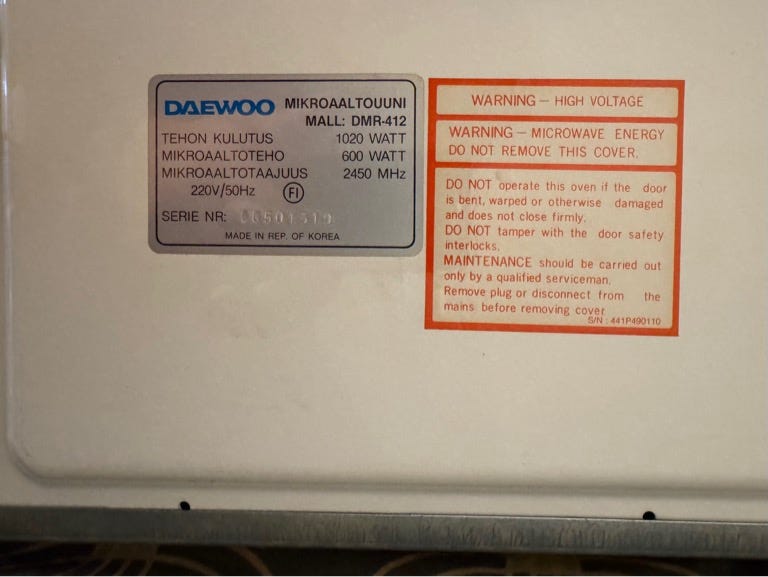 DAEWOO MIKROAALTOUUNI
MALL: DMR-412
TEHON KULUTUS 1020 WATT
MIKROAALTOTEHO 600 WATT
MIKROAALTOTAAJUUS 2450 MHz
220V/50Hz FI
SERIE NR:
MADE IN REP. OF KOREA
WARNING – HIGH VOLTAGE
WARNING – MICROWAVE ENERGY
DO NOT REMOVE THIS COVER.
DO NOT operate this oven if the door
is bent, warped or otherwise damaged
and does not close firmly.
DO NOT tamper with the door safety
interlocks.
MAINTENANCE should be carried out
only by a qualified serviceman.
Remove plug or disconnect from the
mains before removing cover
S/N : 441P490110